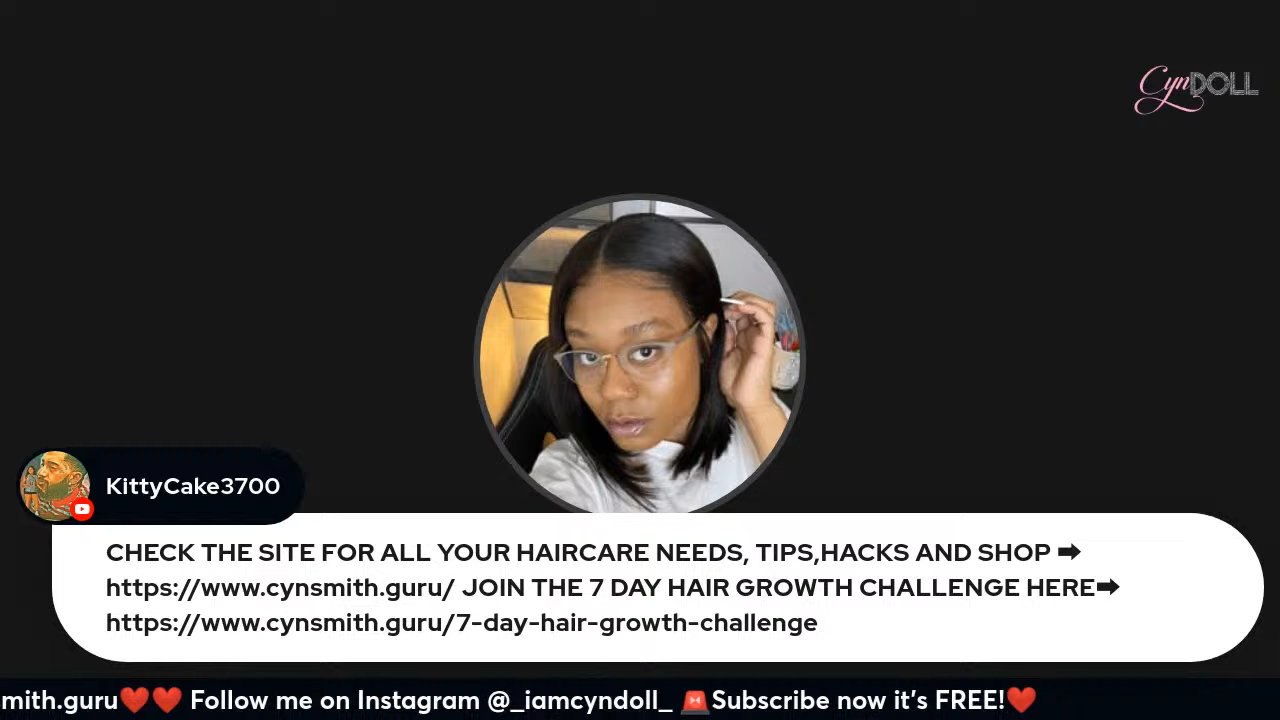 CynDOLL
KittyCake3700
CHECK THE SITE FOR ALL YOUR HAIRCARE NEEDS, TIPS,HACKS AND SHOP ➡
https://www.cynsmith.guru/ JOIN THE 7 DAY HAIR GROWTH CHALLENGE HERE➡
https://www.cynsmith.guru/7-day-hair-growth-challenge
smith.guru❤️❤️ Follow me on Instagram @_iamcyndoll_ 🚨Subscribe now it's FREE!❤️